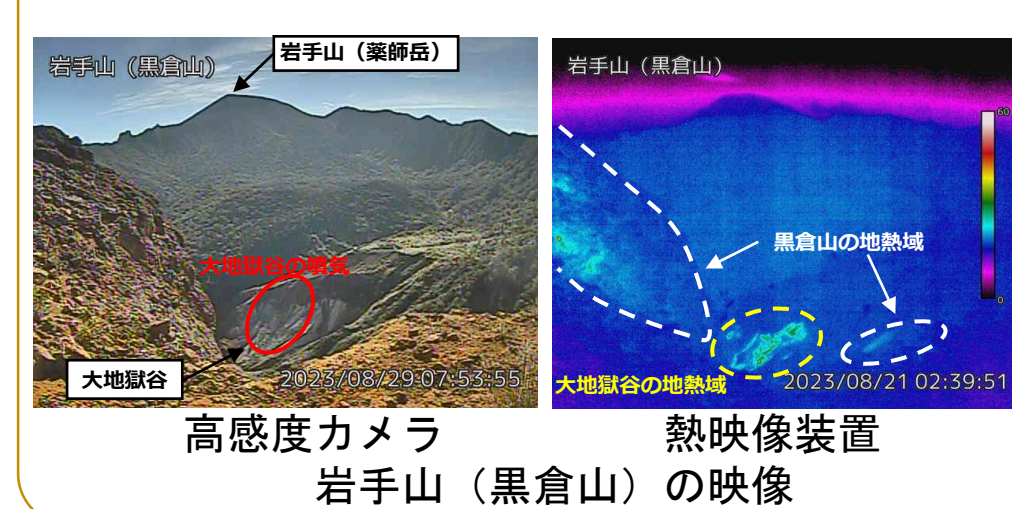 岩手山（黒倉山）
岩手山（薬師岳）
大地獄谷の噴気
大地獄谷
2023/08/29 07:53:55
高感度カメラ
岩手山（黒倉山）
60
黒倉山の地熱域
0
大地獄谷の地熱域
2023/08/21 02:39:51
熱映像装置
岩手山（黒倉山）の映像